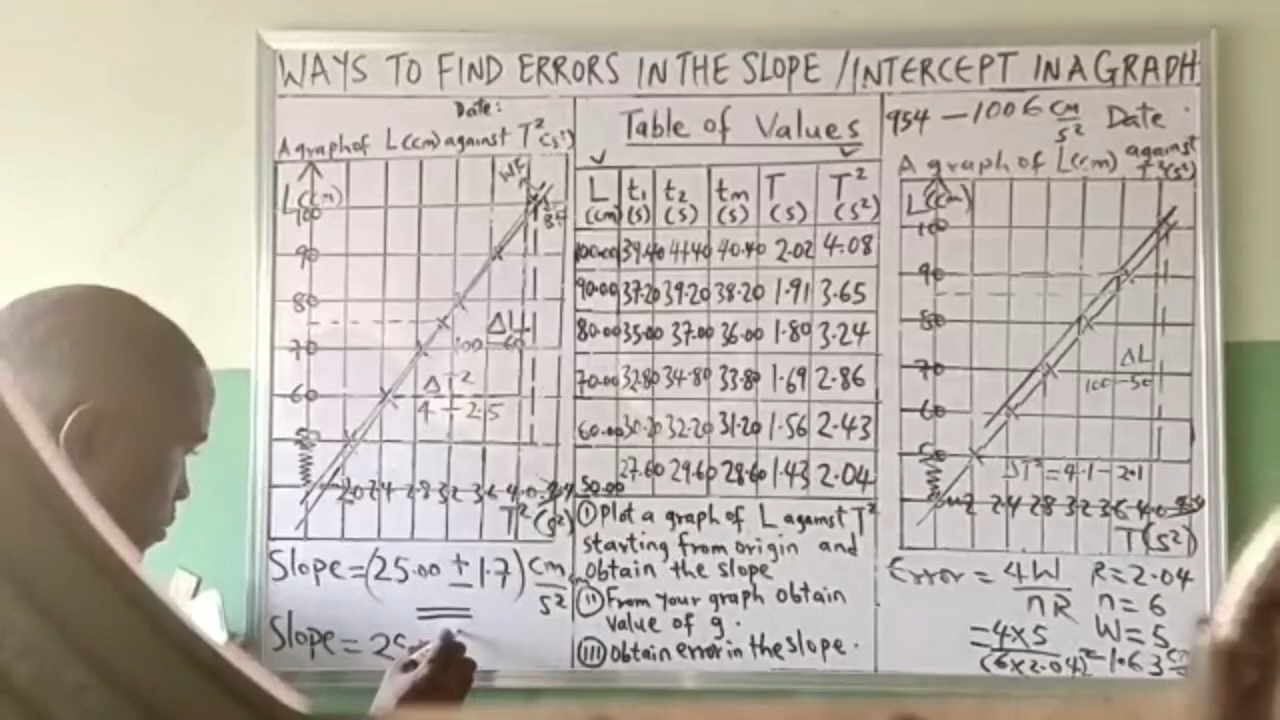 WAYS TO FIND ERRORS IN THE SLOPE / INTERCEPT IN A GRAPH
Date:
A graph of L(cm) against T²(s²)
L(cm)
100
90
80
70
60
50
ΔL
100 - 60
ΔT²
4 - 2.5
2.0 2.4 2.8 3.2 3.6 4.0
T²(s²)
Slope = (25.00 ± 1.7) cm/s²
Slope = 25
Table of Values
L (cm) t₁ (s) t₂ (s) tm (s) T (s) T² (s²)
100.00 39.40 41.40 40.40 2.02 4.08
90.00 37.20 39.20 38.20 1.91 3.65
80.00 35.00 37.00 36.00 1.80 3.24
70.00 32.80 34.80 33.80 1.69 2.86
60.00 30.20 32.20 31.20 1.56 2.43
50.00 27.60 29.60 28.60 1.43 2.04
(i) Plot a graph of L against T²
starting from origin and
obtain the slope
(ii) From your graph obtain
value of g.
(iii) Obtain error in the slope.
954 - 1006 cm/s² Date
A graph of L(cm) against T²(s²)
L(cm)
100
90
80
70
60
50
ΔL
100 - 50
ΔT² = 4.1 - 2.1
2.4 2.8 3.2 3.6 4.0
T(s²)
Error = 4W/nR R = 2.04
n = 6
= 4×5/(6×2.04)² W = 5
- 1.63